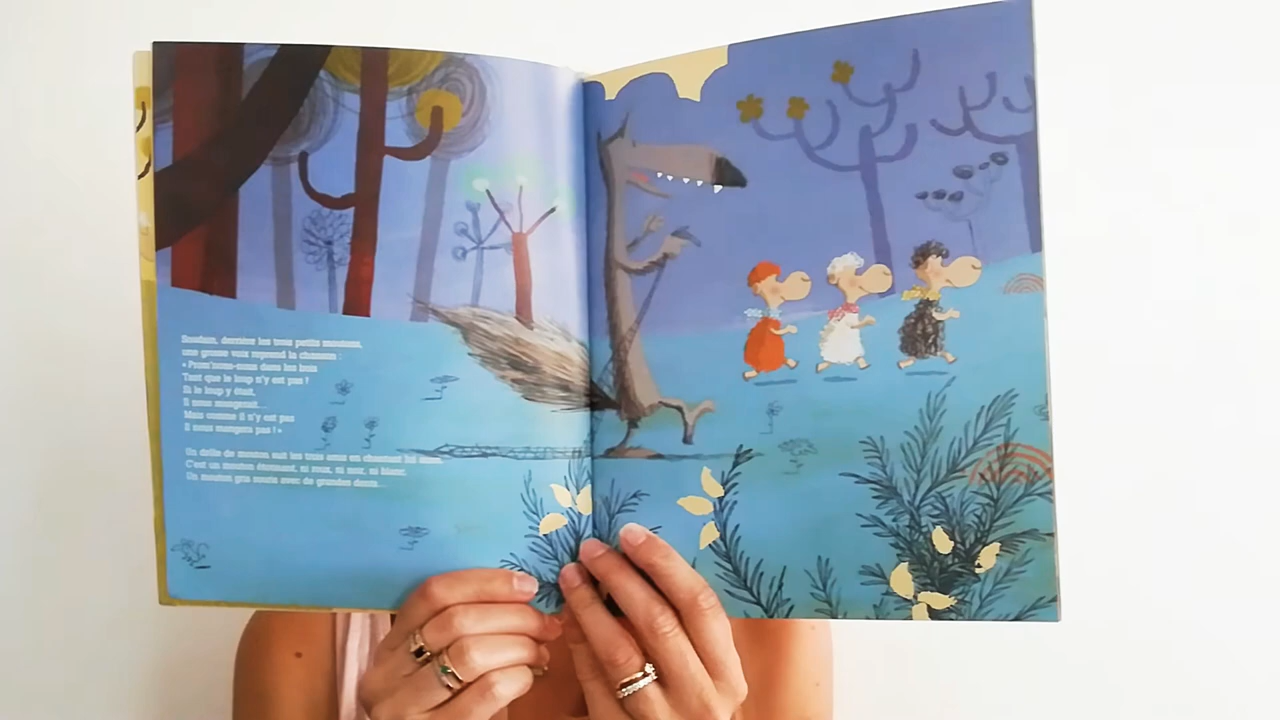 Soudain, derrière les trois petits moutons,
une grosse voix reprend la chanson :
« Prom'nons-nous dans les bois
Tant que le loup n'y est pas !
Si le loup y était,
Il nous mangerait...
Mais comme il n'y est pas
Il nous mangera pas ! »
Un drôle de mouton suit les trois amis en chantant
C'est un mouton étonnant, ni roux, ni noir, ni blanc.
Un mouton gris souris avec de grandes dents...